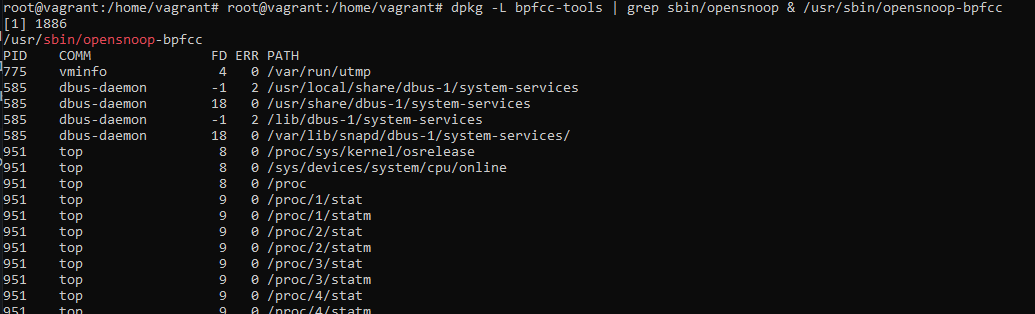 root@vagrant:/home/vagrant# root@vagrant:/home/vagrant# dpkg -L bpfcc-tools | grep sbin/opensnoop & /usr/sbin/opensnoop-bpfcc
[1] 1886
/usr/sbin/opensnoop-bpfcc
PID    COMM               FD ERR PATH
775    vminfo              4   0 /var/run/utmp
585    dbus-daemon        -1   2 /usr/local/share/dbus-1/system-services
585    dbus-daemon        18   0 /usr/share/dbus-1/system-services
585    dbus-daemon        -1   2 /lib/dbus-1/system-services
585    dbus-daemon        18   0 /var/lib/snapd/dbus-1/system-services/
951    top                 8   0 /proc/sys/kernel/osrelease
951    top                 8   0 /sys/devices/system/cpu/online
951    top                 8   0 /proc
951    top                 9   0 /proc/1/stat
951    top                 9   0 /proc/1/statm
951    top                 9   0 /proc/2/stat
951    top                 9   0 /proc/2/statm
951    top                 9   0 /proc/3/stat
951    top                 9   0 /proc/3/statm
951    top                 9   0 /proc/4/stat
951    top                 9   0 /proc/4/statm